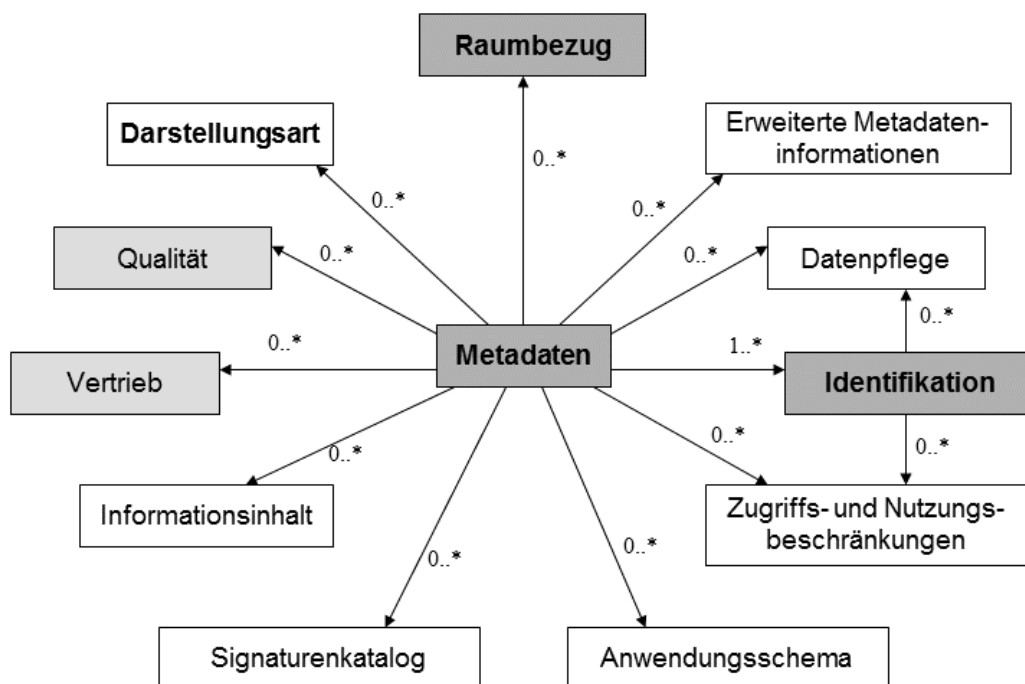 Raumbezug
Darstellungsart
Erweiterte Metadaten-
informationen
0..*
0..*
0..*
Qualität
0..*
0..*
Datenpflege
0..*
0..*
Vertrieb
Metadaten
1..*
Identifikation
0..*
0..*
0..*
Informationsinhalt
Zugriffs- und Nutzungs-
beschränkungen
0..*
0..*
Signaturenkatalog
Anwendungsschema